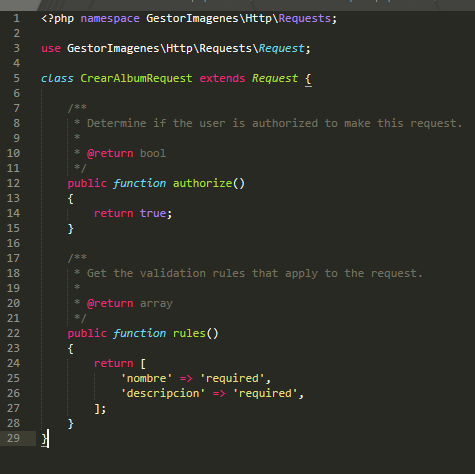 1 <?php namespace GestorImagenes\Http\Requests;
2
3 use GestorImagenes\Http\Requests\Request;
4
5 class CrearAlbumRequest extends Request {
6
7     /**
8      * Determine if the user is authorized to make this request.
9      *
10      * @return bool
11      */
12     public function authorize()
13     {
14         return true;
15     }
16
17     /**
18      * Get the validation rules that apply to the request.
19      *
20      * @return array
21      */
22     public function rules()
23     {
24         return [
25             'nombre' => 'required',
26             'descripcion' => 'required',
27         ];
28     }
29 }